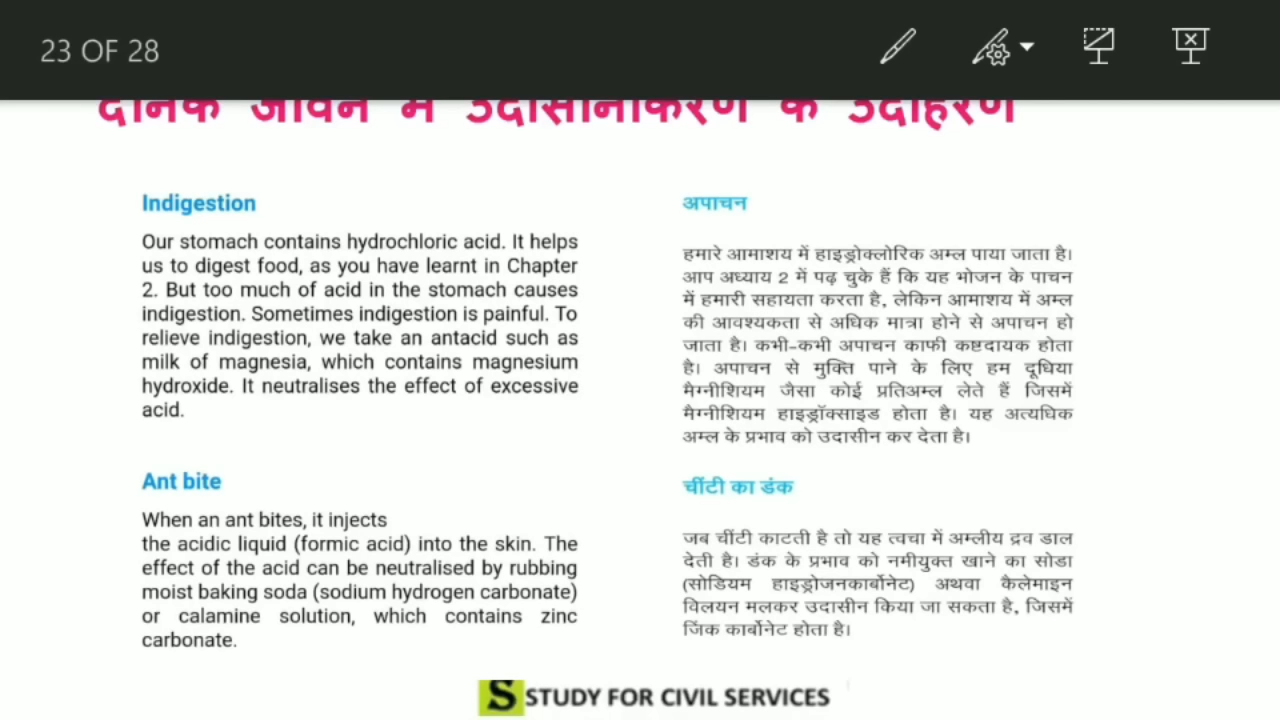 23 OF 28
दैनिक जीवन में उदासीनीकरण के उदाहरण
Indigestion
Our stomach contains hydrochloric acid. It helps
us to digest food, as you have learnt in Chapter
2. But too much of acid in the stomach causes
indigestion. Sometimes indigestion is painful. To
relieve indigestion, we take an antacid such as
milk of magnesia, which contains magnesium
hydroxide. It neutralises the effect of excessive
acid.
Ant bite
When an ant bites, it injects
the acidic liquid (formic acid) into the skin. The
effect of the acid can be neutralised by rubbing
moist baking soda (sodium hydrogen carbonate)
or calamine solution, which contains zinc
carbonate.
अपाचन
हमारे आमाशय में हाइड्रोक्लोरिक अम्ल पाया जाता है।
आप अध्याय 2 में पढ़ चुके हैं कि यह भोजन के पाचन
में हमारी सहायता करता है, लेकिन आमाशय में अम्ल
की आवश्यकता से अधिक मात्रा होने से अपाचन हो
जाता है। कभी-कभी अपाचन काफी कष्टदायक होता
है। अपाचन से मुक्ति पाने के लिए हम दूधिया
मैग्नीशियम जैसा कोई प्रतिअम्ल लेते हैं जिसमें
मैग्नीशियम हाइड्रॉक्साइड होता है। यह अत्यधिक
अम्ल के प्रभाव को उदासीन कर देता है।
चींटी का डंक
जब चींटी काटती है तो यह त्वचा में अम्लीय द्रव डाल
देती है। डंक के प्रभाव को नमीयुक्त खाने का सोडा
(सोडियम हाइड्रोजनकार्बोनेट) अथवा कैलेमाइन
विलयन मलकर उदासीन किया जा सकता है, जिसमें
जिंक कार्बोनेट होता है।
S STUDY FOR CIVIL SERVICES